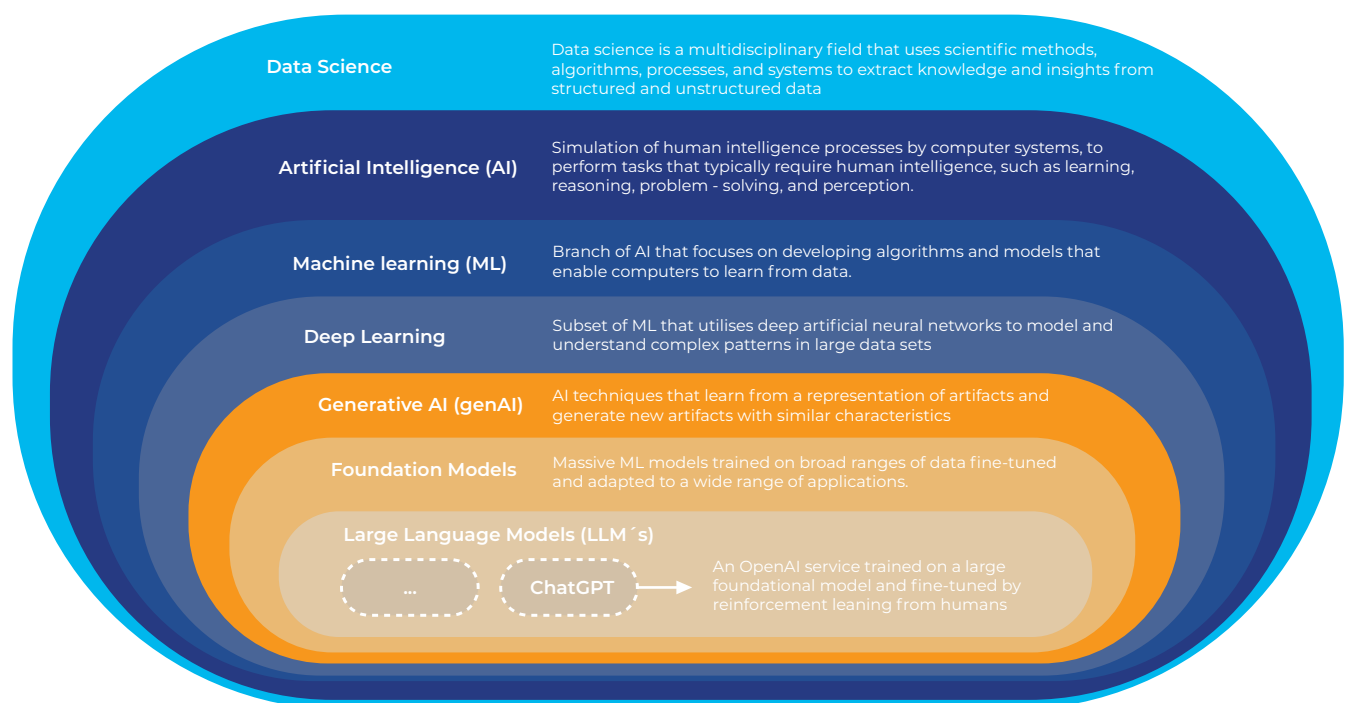 Data Science
Data science is a multidisciplinary field that uses scientific methods,
algorithms, processes, and systems to extract knowledge and insights from
structured and unstructured data
Artificial Intelligence (AI)
Simulation of human intelligence processes by computer systems, to
perform tasks that typically require human intelligence, such as learning,
reasoning, problem - solving, and perception.
Machine learning (ML)
Branch of AI that focuses on developing algorithms and models that
enable computers to learn from data.
Deep Learning
Subset of ML that utilises deep artificial neural networks to model and
understand complex patterns in large data sets
Generative AI (genAI)
AI techniques that learn from a representation of artifacts and
generate new artifacts with similar characteristics
Foundation Models
Massive ML models trained on broad ranges of data fine-tuned
and adapted to a wide range of applications.
Large Language Models (LLM´s)
...
ChatGPT
An OpenAI service trained on a large
foundational model and fine-tuned by
reinforcement leaning from humans